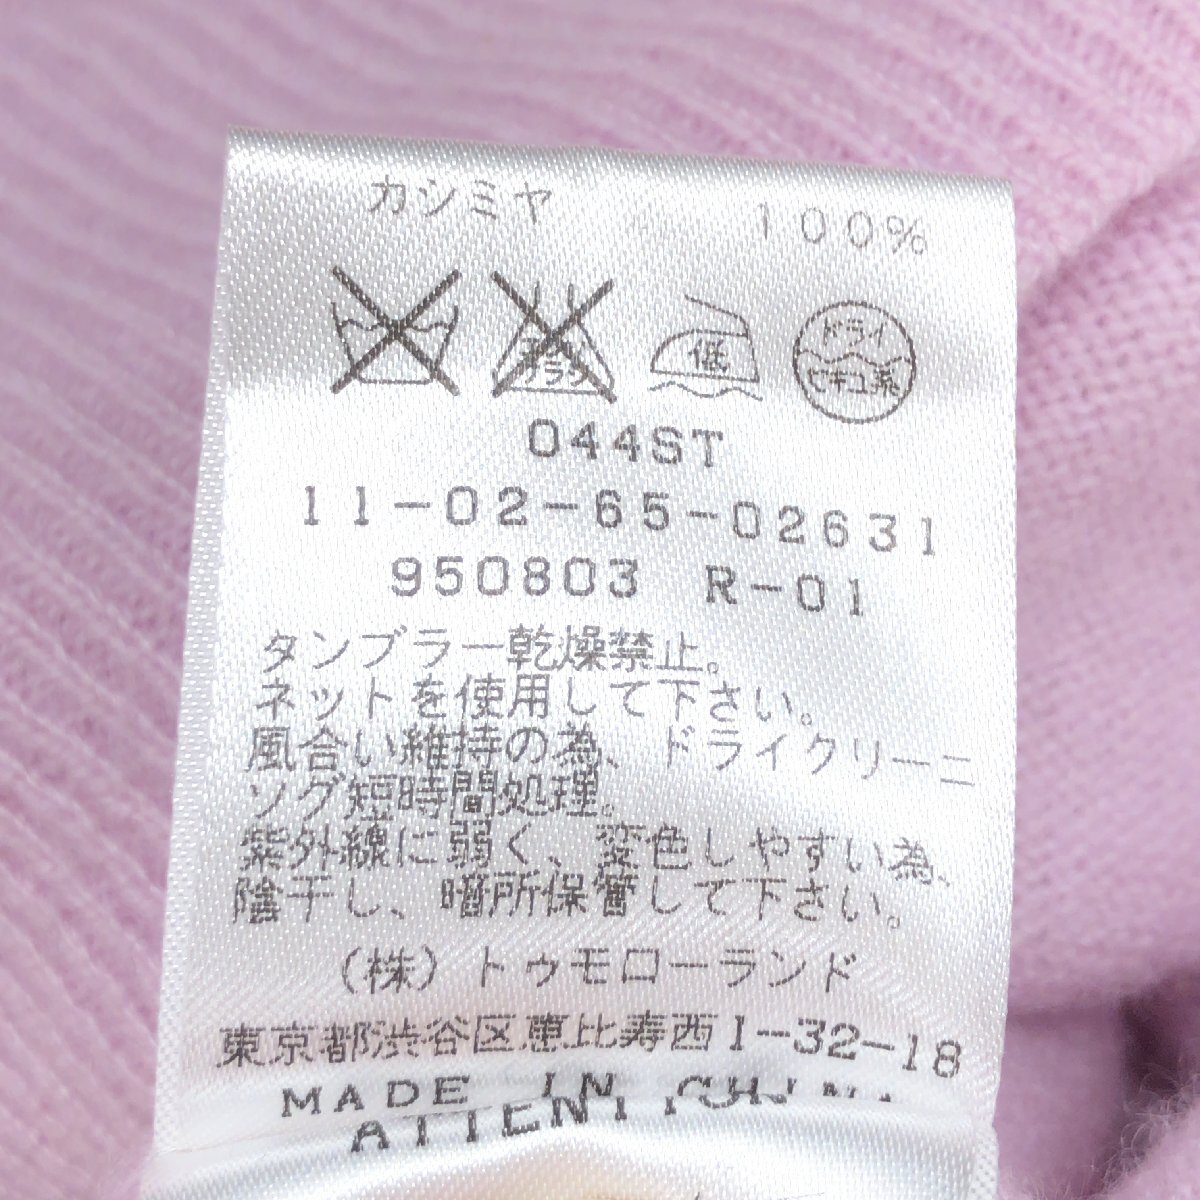 カシミヤ 100%
低
ドライ
セキユ系
044ST
11-02-65-02631
950803 R-01
タンブラー乾燥禁止。
ネットを使用して下さい。
風合い維持の為、ドライクリーニ
ング短時間処理。
紫外線に弱く、変色しやすい為、
陰干し、暗所保管して下さい。
(株)トゥモローランド
東京都渋谷区恵比寿西1-32-18
MADE IN CHINA
ATTENTION